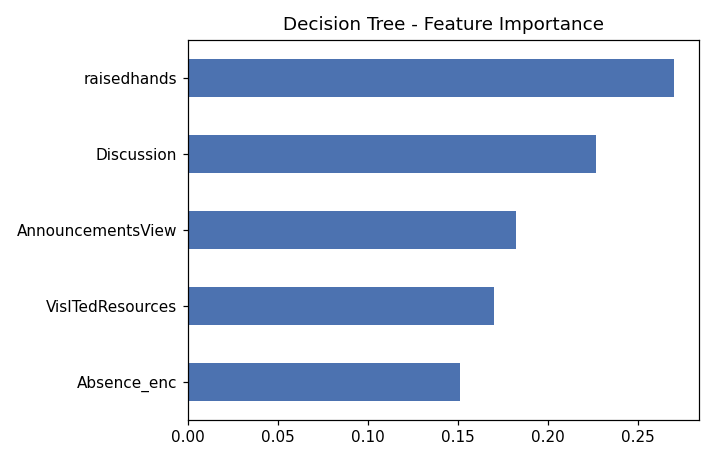 Decision Tree - Feature Importance
raisedhands
Discussion
AnnouncementsView
VisITedResources
Absence_enc
0.00 0.05 0.10 0.15 0.20 0.25